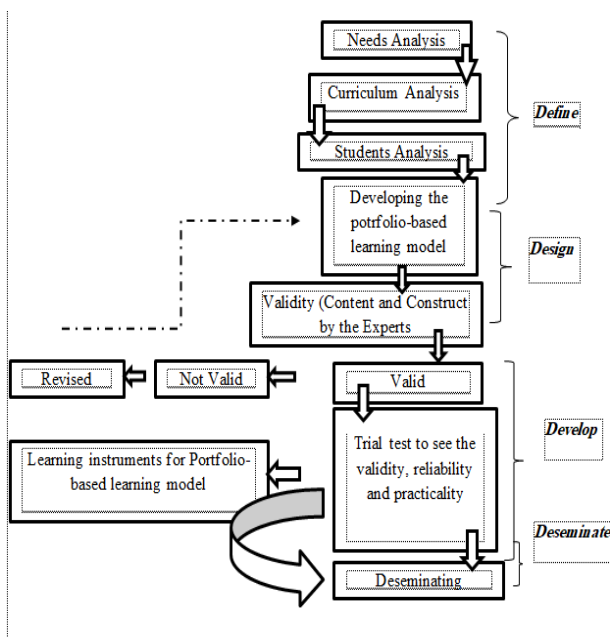 Needs Analysis
Curriculum Analysis
Define
Students Analysis
Developing the
potrfolio-based
learning model
Design
Validity (Content and Construct
by the Experts
Revised
Not Valid
Valid
Develop
Learning instruments for Portfolio-
based learning model
Trial test to see the
validity, reliability
and practicality
Deseminate
Deseminating